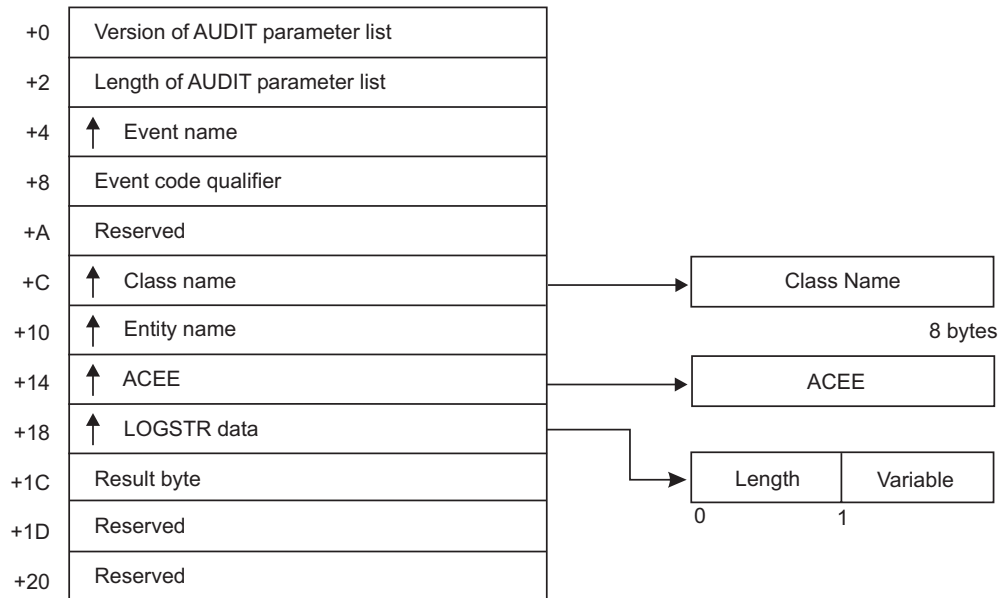 +0 Version of AUDIT parameter list
+2 Length of AUDIT parameter list
+4 Event name
+8 Event code qualifier
+A Reserved
+C Class name Class Name
+10 Entity name 8 bytes
+14 ACEE ACEE
+18 LOGSTR data
+1C Result byte Length Variable
0 1
+1D Reserved
+20 Reserved